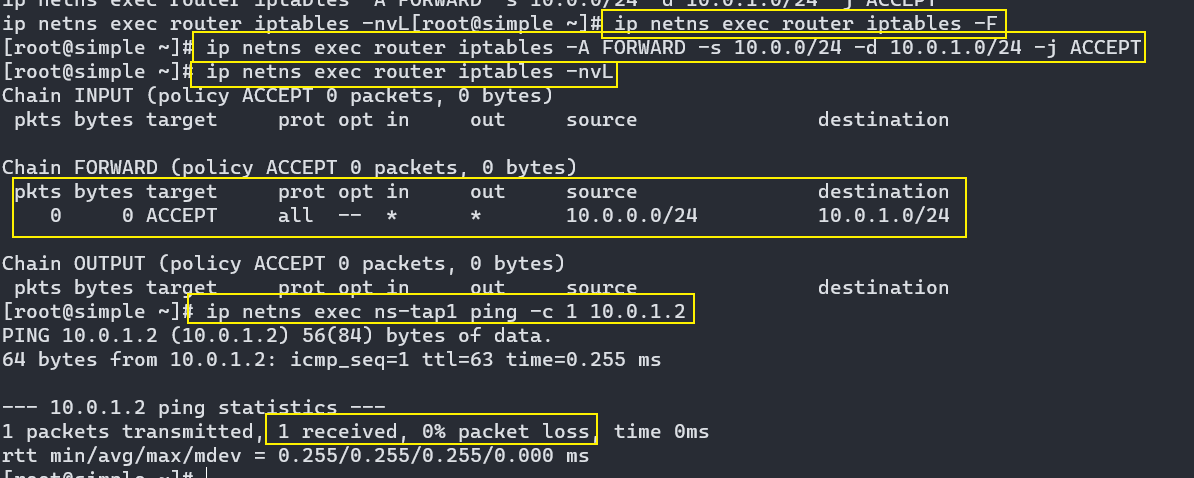 ip netns exec router iptables -A FORWARD -s 10.0.0/24 -d 10.0.1.0/24 -j ACCEPT
ip netns exec router iptables -nvL[root@simple ~]# ip netns exec router iptables -F
[root@simple ~]# ip netns exec router iptables -A FORWARD -s 10.0.0/24 -d 10.0.1.0/24 -j ACCEPT
[root@simple ~]# ip netns exec router iptables -nvL
Chain INPUT (policy ACCEPT 0 packets, 0 bytes)
 pkts bytes target     prot opt in     out     source               destination

Chain FORWARD (policy ACCEPT 0 packets, 0 bytes)
 pkts bytes target     prot opt in     out     source               destination
    0     0 ACCEPT     all  --  *      *       10.0.0.0/24          10.0.1.0/24

Chain OUTPUT (policy ACCEPT 0 packets, 0 bytes)
 pkts bytes target     prot opt in     out     source               destination
[root@simple ~]# ip netns exec ns-tap1 ping -c 1 10.0.1.2
PING 10.0.1.2 (10.0.1.2) 56(84) bytes of data.
64 bytes from 10.0.1.2: icmp_seq=1 ttl=63 time=0.255 ms

--- 10.0.1.2 ping statistics ---
1 packets transmitted, 1 received, 0% packet loss, time 0ms
rtt min/avg/max/mdev = 0.255/0.255/0.255/0.000 ms
[root@simple ~]#